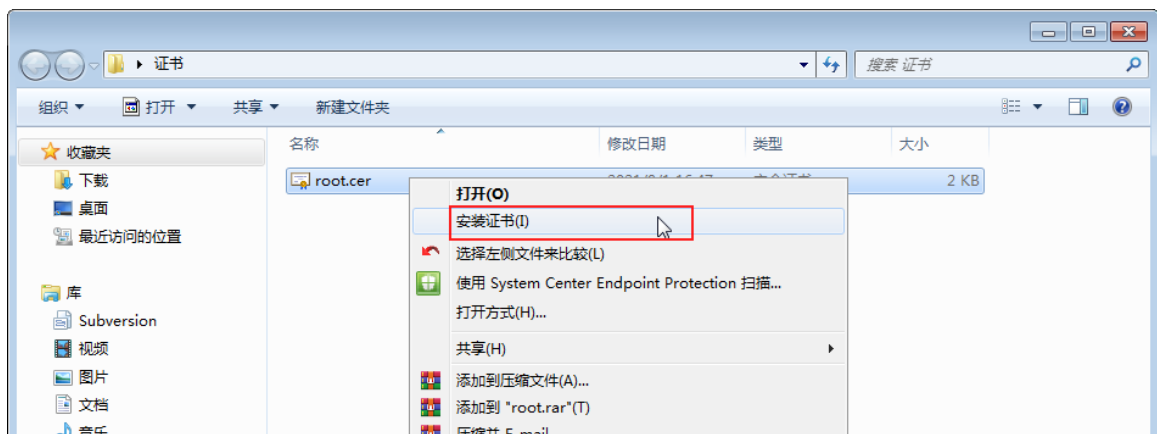 证书
搜索 证书
组织 打开 共享 新建文件夹
名称 修改日期 类型 大小
收藏夹
下载
桌面
最近访问的位置
库
Subversion
视频
图片
文档
音乐
root.cer 2 KB
打开(O)
安装证书(I)
选择左侧文件来比较(L)
使用 System Center Endpoint Protection 扫描...
打开方式(H)...
共享(H)
添加到压缩文件(A)...
添加到 "root.rar"(T)